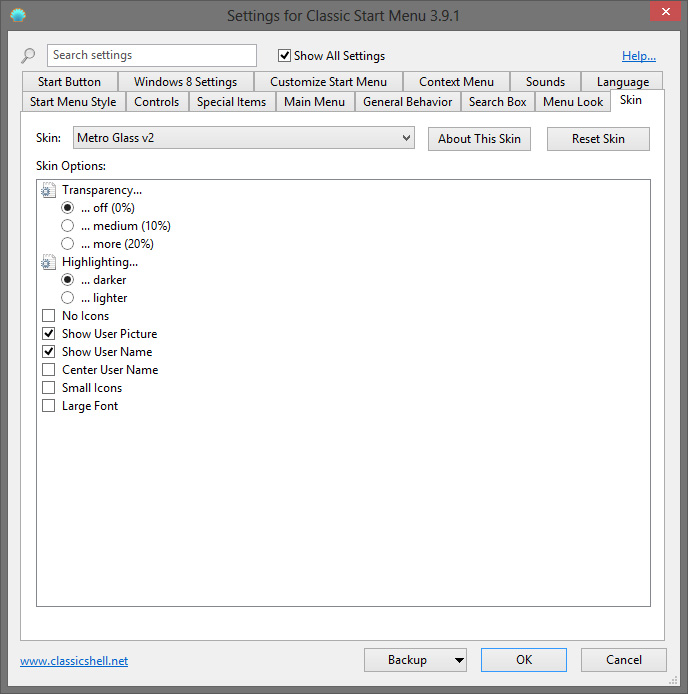 Settings for Classic Start Menu 3.9.1
Search settings
Show All Settings
Help...
Start Button Windows 8 Settings Customize Start Menu Context Menu Sounds Language
Start Menu Style Controls Special Items Main Menu General Behavior Search Box Menu Look Skin
Skin: Metro Glass v2 About This Skin Reset Skin
Skin Options:
Transparency...
... off (0%)
... medium (10%)
... more (20%)
Highlighting...
... darker
... lighter
No Icons
Show User Picture
Show User Name
Center User Name
Small Icons
Large Font
www.classicshell.net Backup OK Cancel